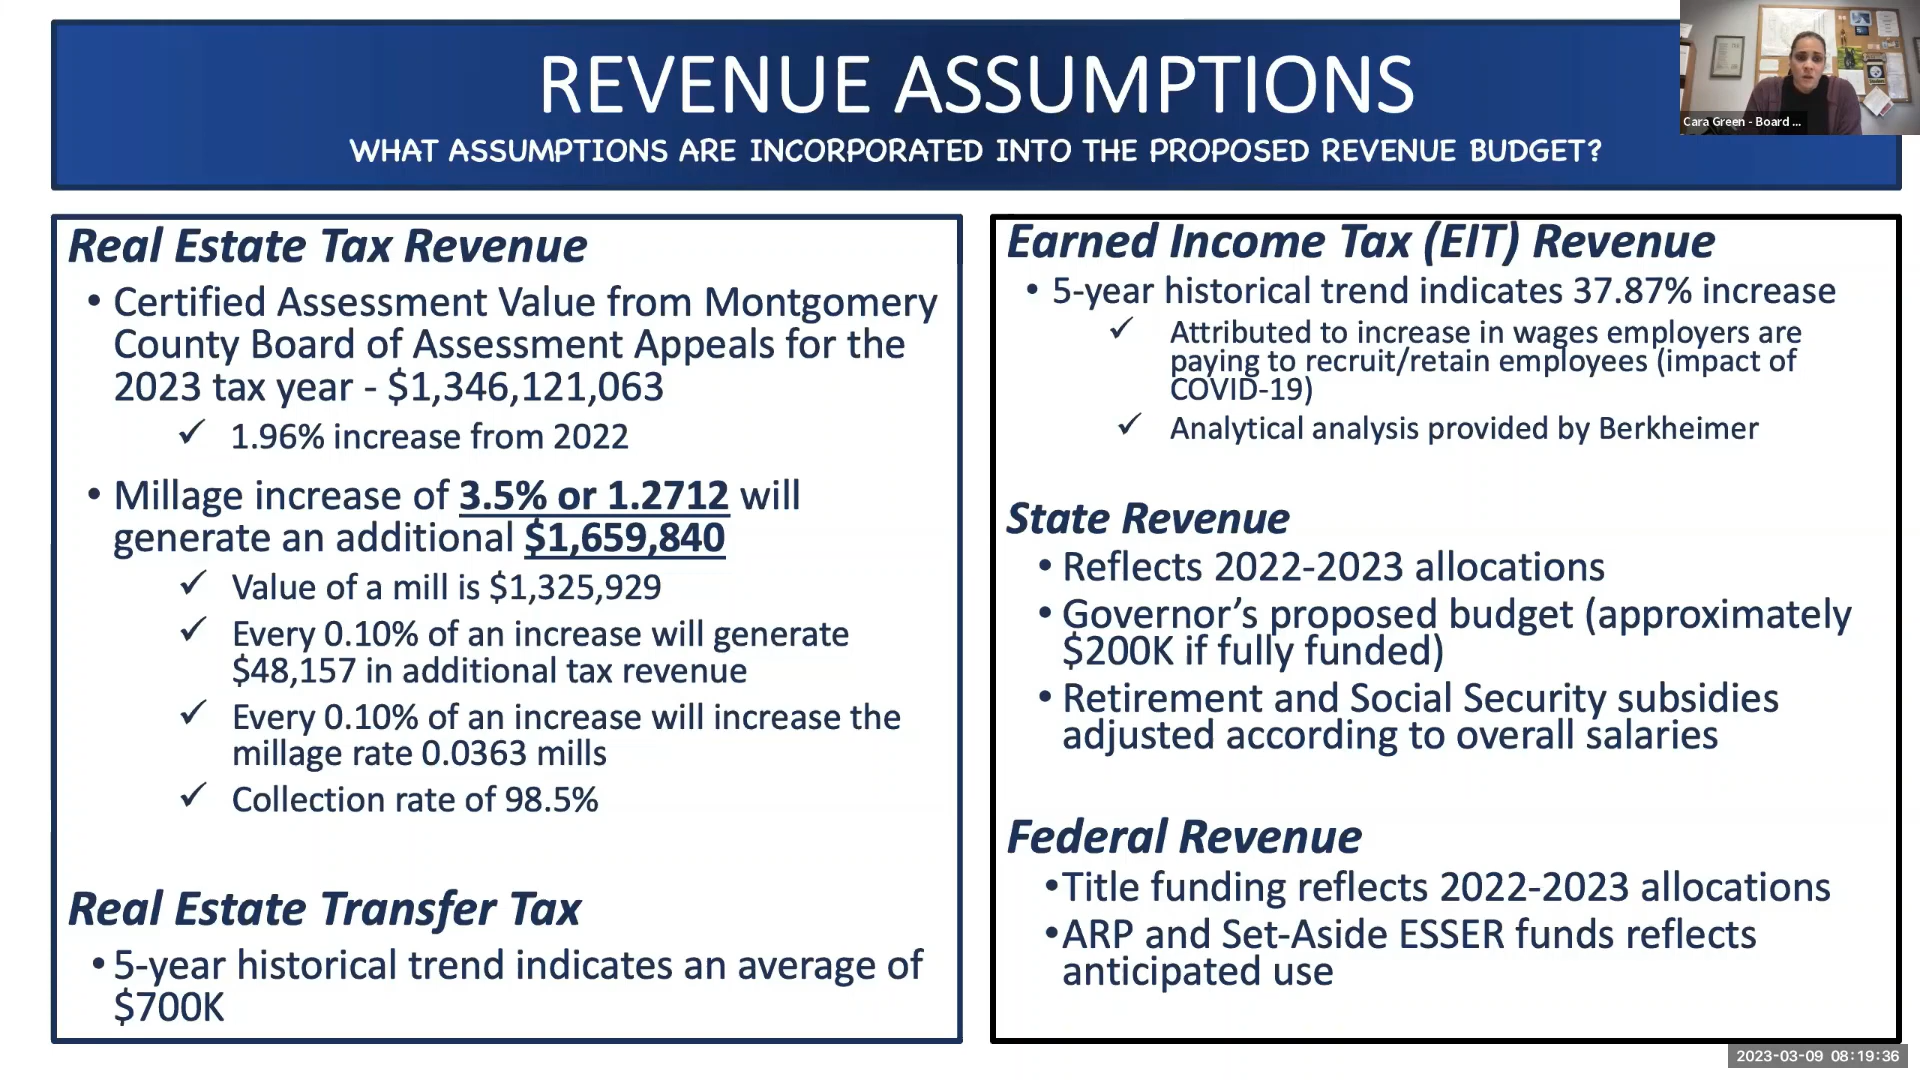 REVENUE ASSUMPTIONS
WHAT ASSUMPTIONS ARE INCORPORATED INTO THE PROPOSED REVENUE BUDGET?
Cara Green - Board ...
Real Estate Tax Revenue
• Certified Assessment Value from Montgomery
County Board of Assessment Appeals for the
2023 tax year - $1,346,121,063
✓ 1.96% increase from 2022
• Millage increase of 3.5% or 1.2712 will
generate an additional $1,659,840
✓ Value of a mill is $1,325,929
✓ Every 0.10% of an increase will generate
$48,157 in additional tax revenue
✓ Every 0.10% of an increase will increase the
millage rate 0.0363 mills
✓ Collection rate of 98.5%
Real Estate Transfer Tax
• 5-year historical trend indicates an average of
$700K
Earned Income Tax (EIT) Revenue
• 5-year historical trend indicates 37.87% increase
✓ Attributed to increase in wages employers are
paying to recruit/retain employees (impact of
COVID-19)
✓ Analytical analysis provided by Berkheimer
State Revenue
• Reflects 2022-2023 allocations
• Governor’s proposed budget (approximately
$200K if fully funded)
• Retirement and Social Security subsidies
adjusted according to overall salaries
Federal Revenue
• Title funding reflects 2022-2023 allocations
• ARP and Set-Aside ESSER funds reflects
anticipated use
2023-03-09 08:19:36